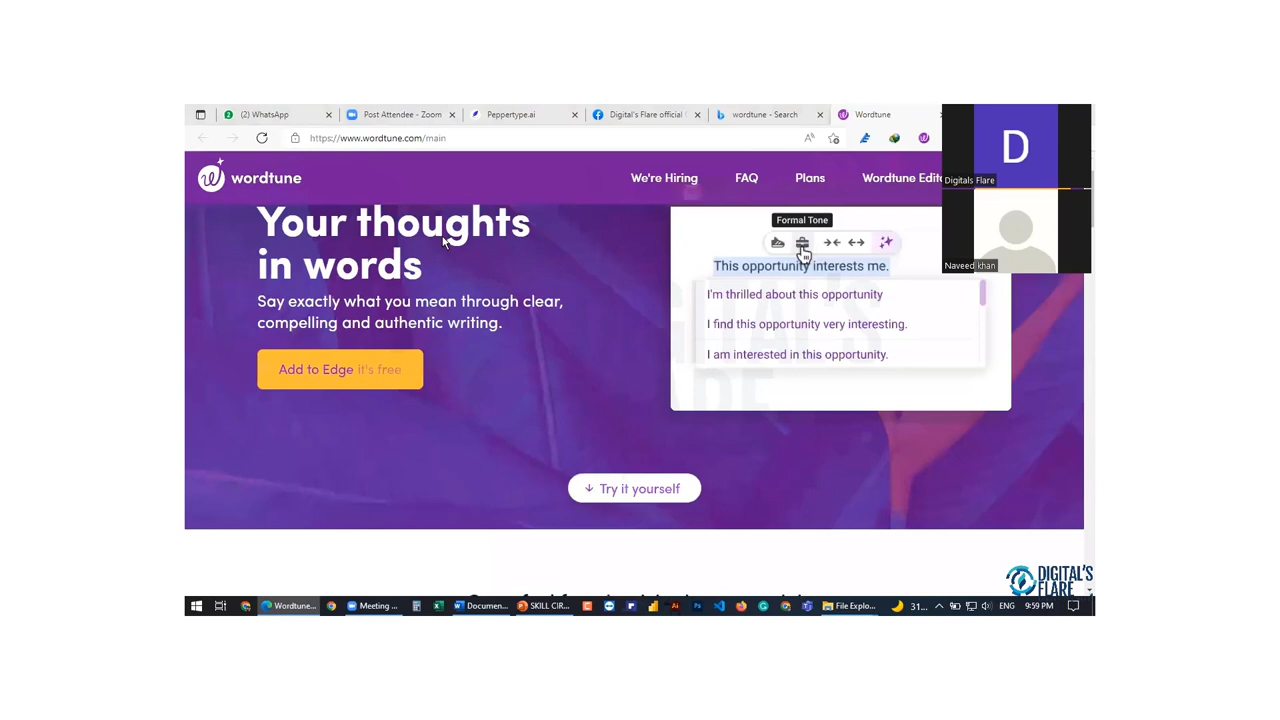 (2) WhatsApp
Post Attendee - Zoom
Peppertype.ai
Digital's Flare official
wordtune - Search
Wordtune
https://www.wordtune.com/main
wordtune
We're Hiring
FAQ
Plans
Wordtune Edito
D
Digitals Flare
Naveed khan
Your thoughts
in words
Say exactly what you mean through clear,
compelling and authentic writing.
Add to Edge it's free
Formal Tone
This opportunity interests me.
I'm thrilled about this opportunity
I find this opportunity very interesting.
I am interested in this opportunity.
Try it yourself
DIGITAL'S
FLARE
DIGITAL'S
FLARE
Wordtune...
Meeting ...
Documen...
SKILL CIR...
File Explo...
31...
ENG
9:59 PM